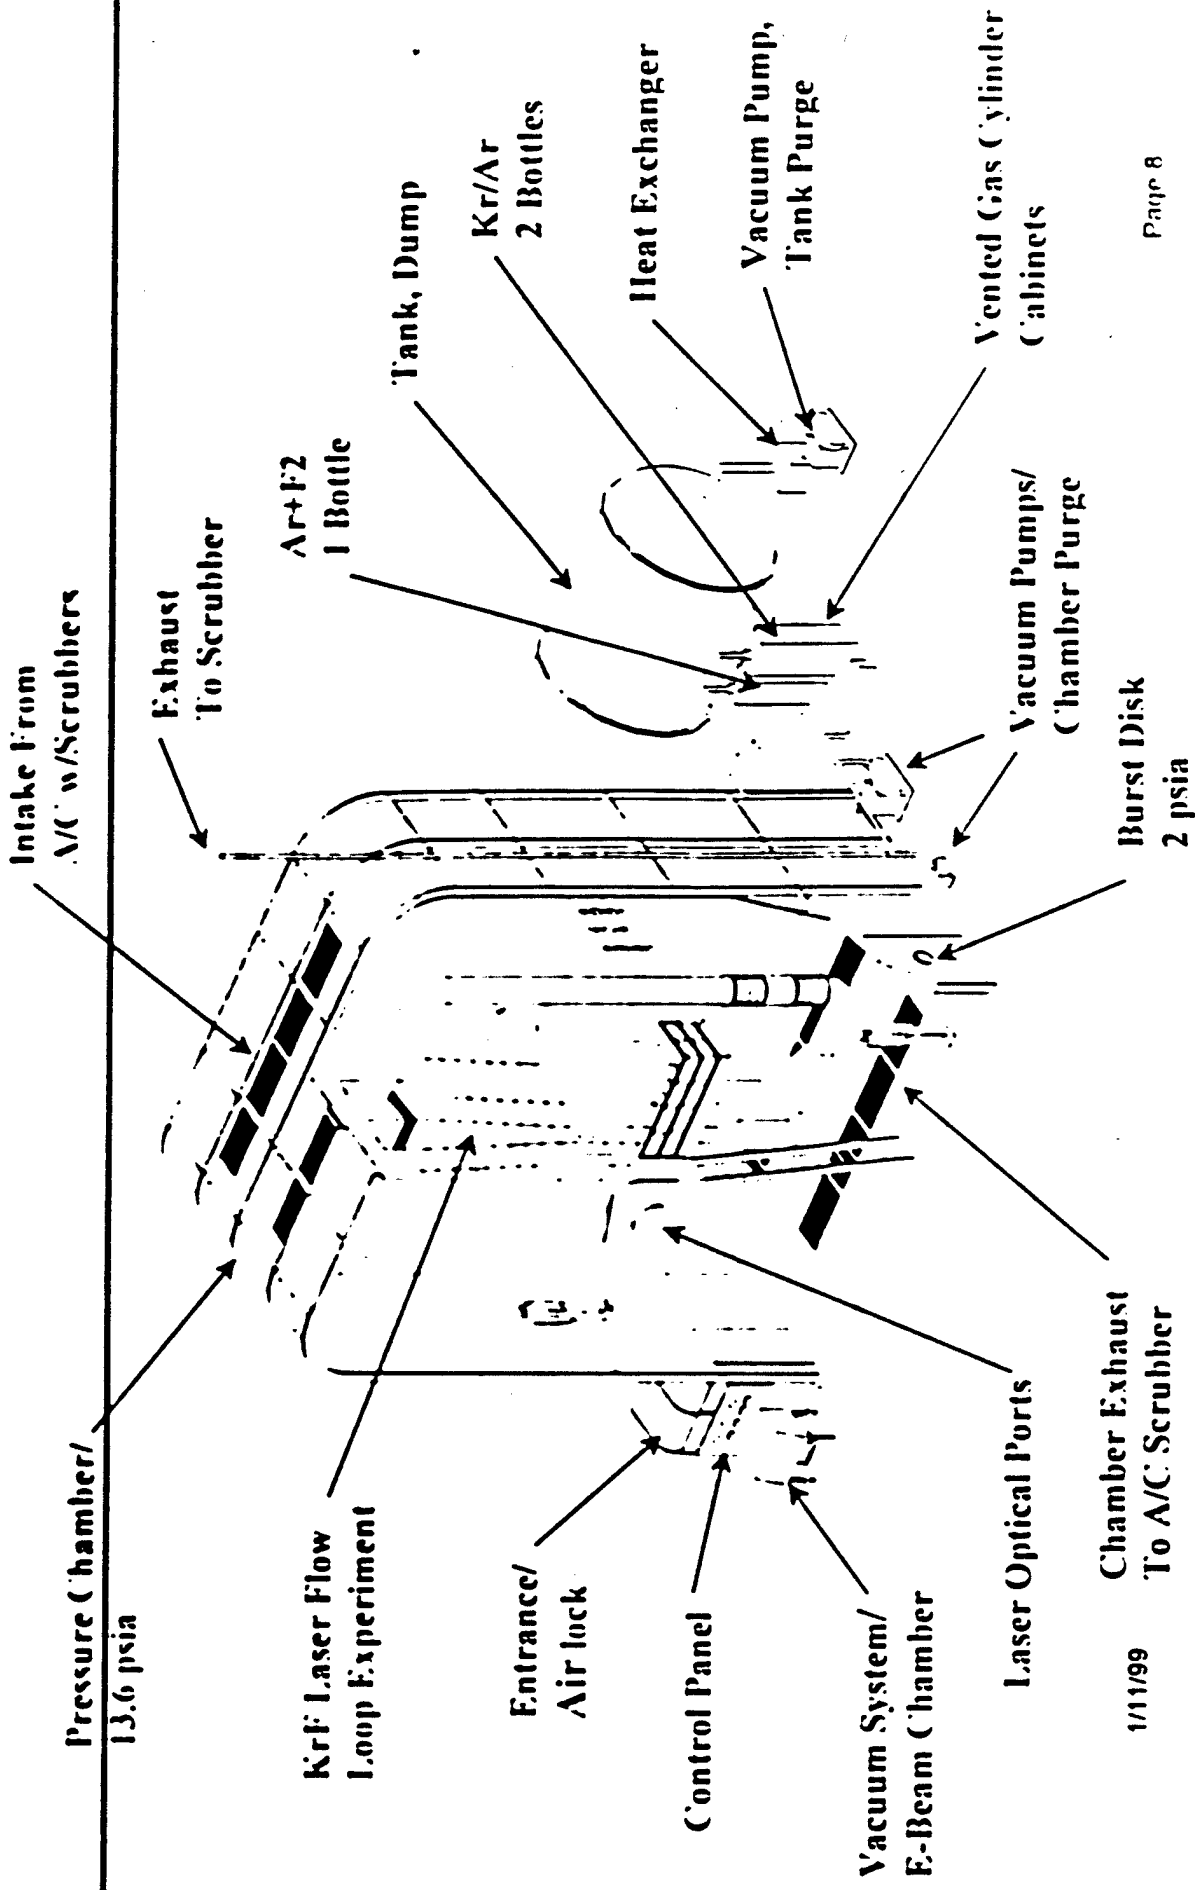 Intake From
A/C w/Scrubbers
Pressure Chamber/
13.6 psia
Exhaust
To Scrubber
Ar+F2
1 Bottle
Tank, Dump
Kr/Ar
2 Bottles
KrF Laser Flow
Loop Experiment
Heat Exchanger
Entrance/
Air lock
Vacuum Pump,
Tank Purge
Control Panel
Vacuum System/
E-Beam Chamber
Vented Gas Cylinder
Cabinets
Laser Optical Ports
Vacuum Pumps/
Chamber Purge
Chamber Exhaust
To A/C Scrubber
Burst Disk
2 psia
1/11/99
Page 8